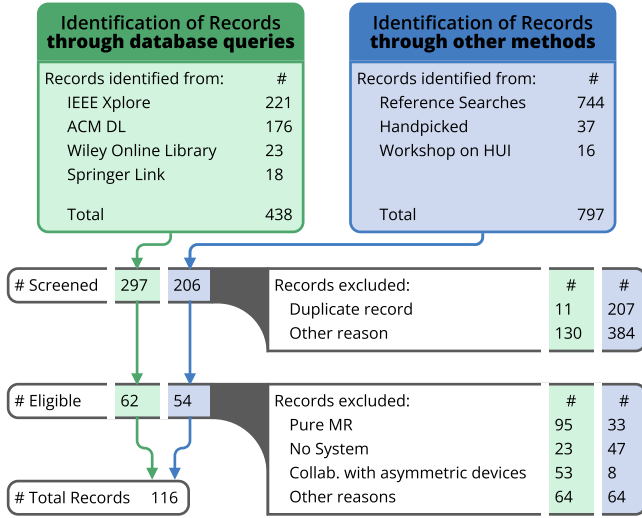 Identification of Records
through database queries
Records identified from: #
IEEE Xplore 221
ACM DL 176
Wiley Online Library 23
Springer Link 18
Total 438
Identification of Records
through other methods
Records identified from: #
Reference Searches 744
Handpicked 37
Workshop on HUI 16
Total 797
# Screened 297 206
Records excluded: # #
Duplicate record 11 207
Other reason 130 384
# Eligible 62 54
Records excluded: # #
Pure MR 95 33
No System 23 47
Collab. with asymmetric devices 53 8
Other reasons 64 64
# Total Records 116